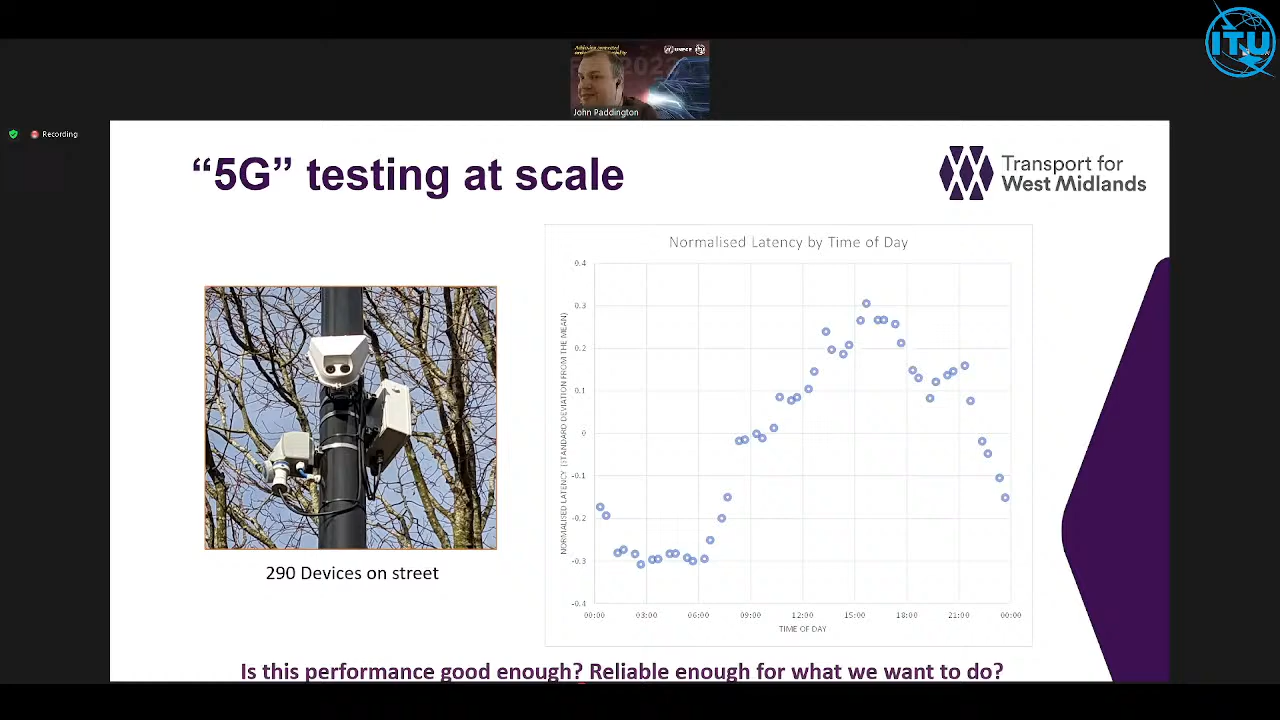 ITU
UNECE
John Paddington
Recording
“5G” testing at scale
Transport for
West Midlands
Normalised Latency by Time of Day
NORMALISED LATENCY (STANDARD DEVIATION FROM THE MEAN)
0.4
0.3
0.2
0.1
0
-0.1
-0.2
-0.3
-0.4
00:00 03:00 06:00 09:00 12:00 15:00 18:00 21:00 00:00
TIME OF DAY
290 Devices on street
Is this performance good enough? Reliable enough for what we want to do?